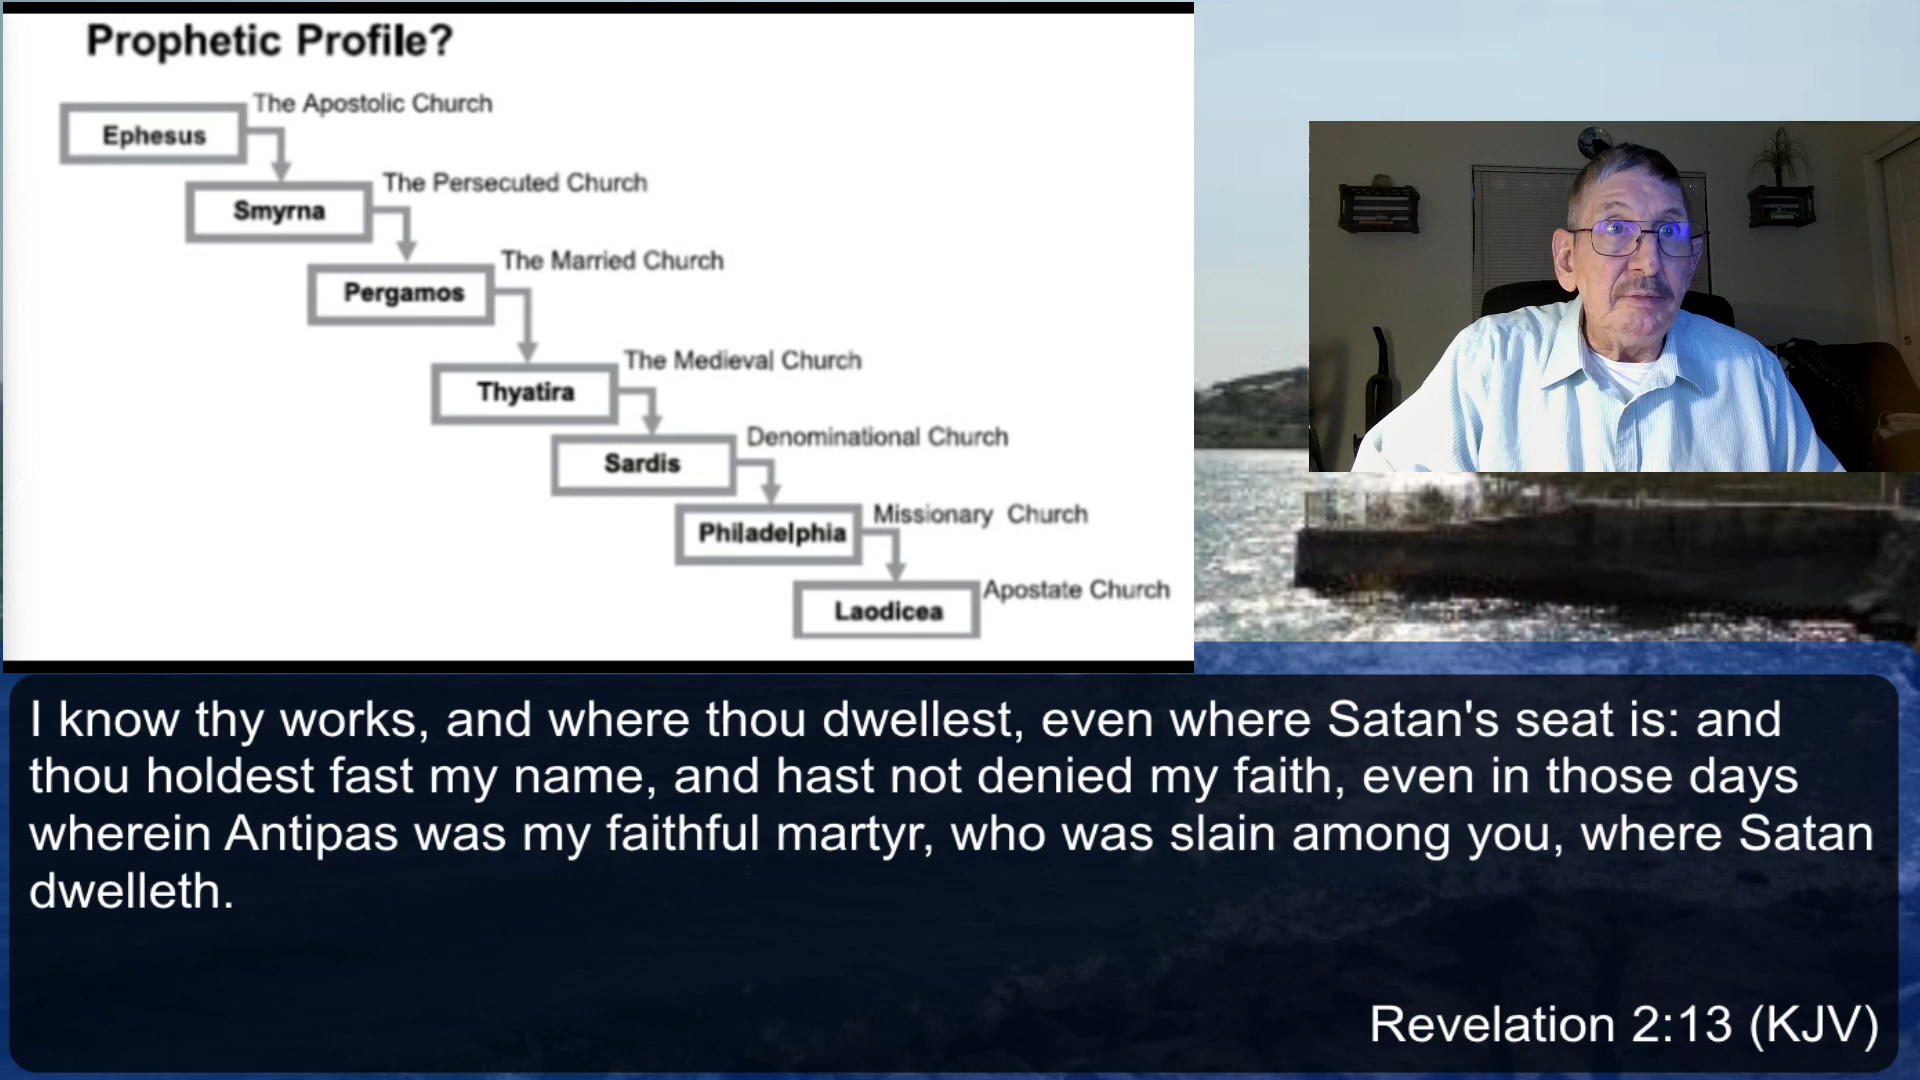 Prophetic Profile?
The Apostolic Church
Ephesus
The Persecuted Church
Smyrna
The Married Church
Pergamos
The Medieval Church
Thyatira
Denominational Church
Sardis
Missionary Church
Philadelphia
Apostate Church
Laodicea
I know thy works, and where thou dwellest, even where Satan's seat is: and
thou holdest fast my name, and hast not denied my faith, even in those days
wherein Antipas was my faithful martyr, who was slain among you, where Satan
dwelleth.
Revelation 2:13 (KJV)